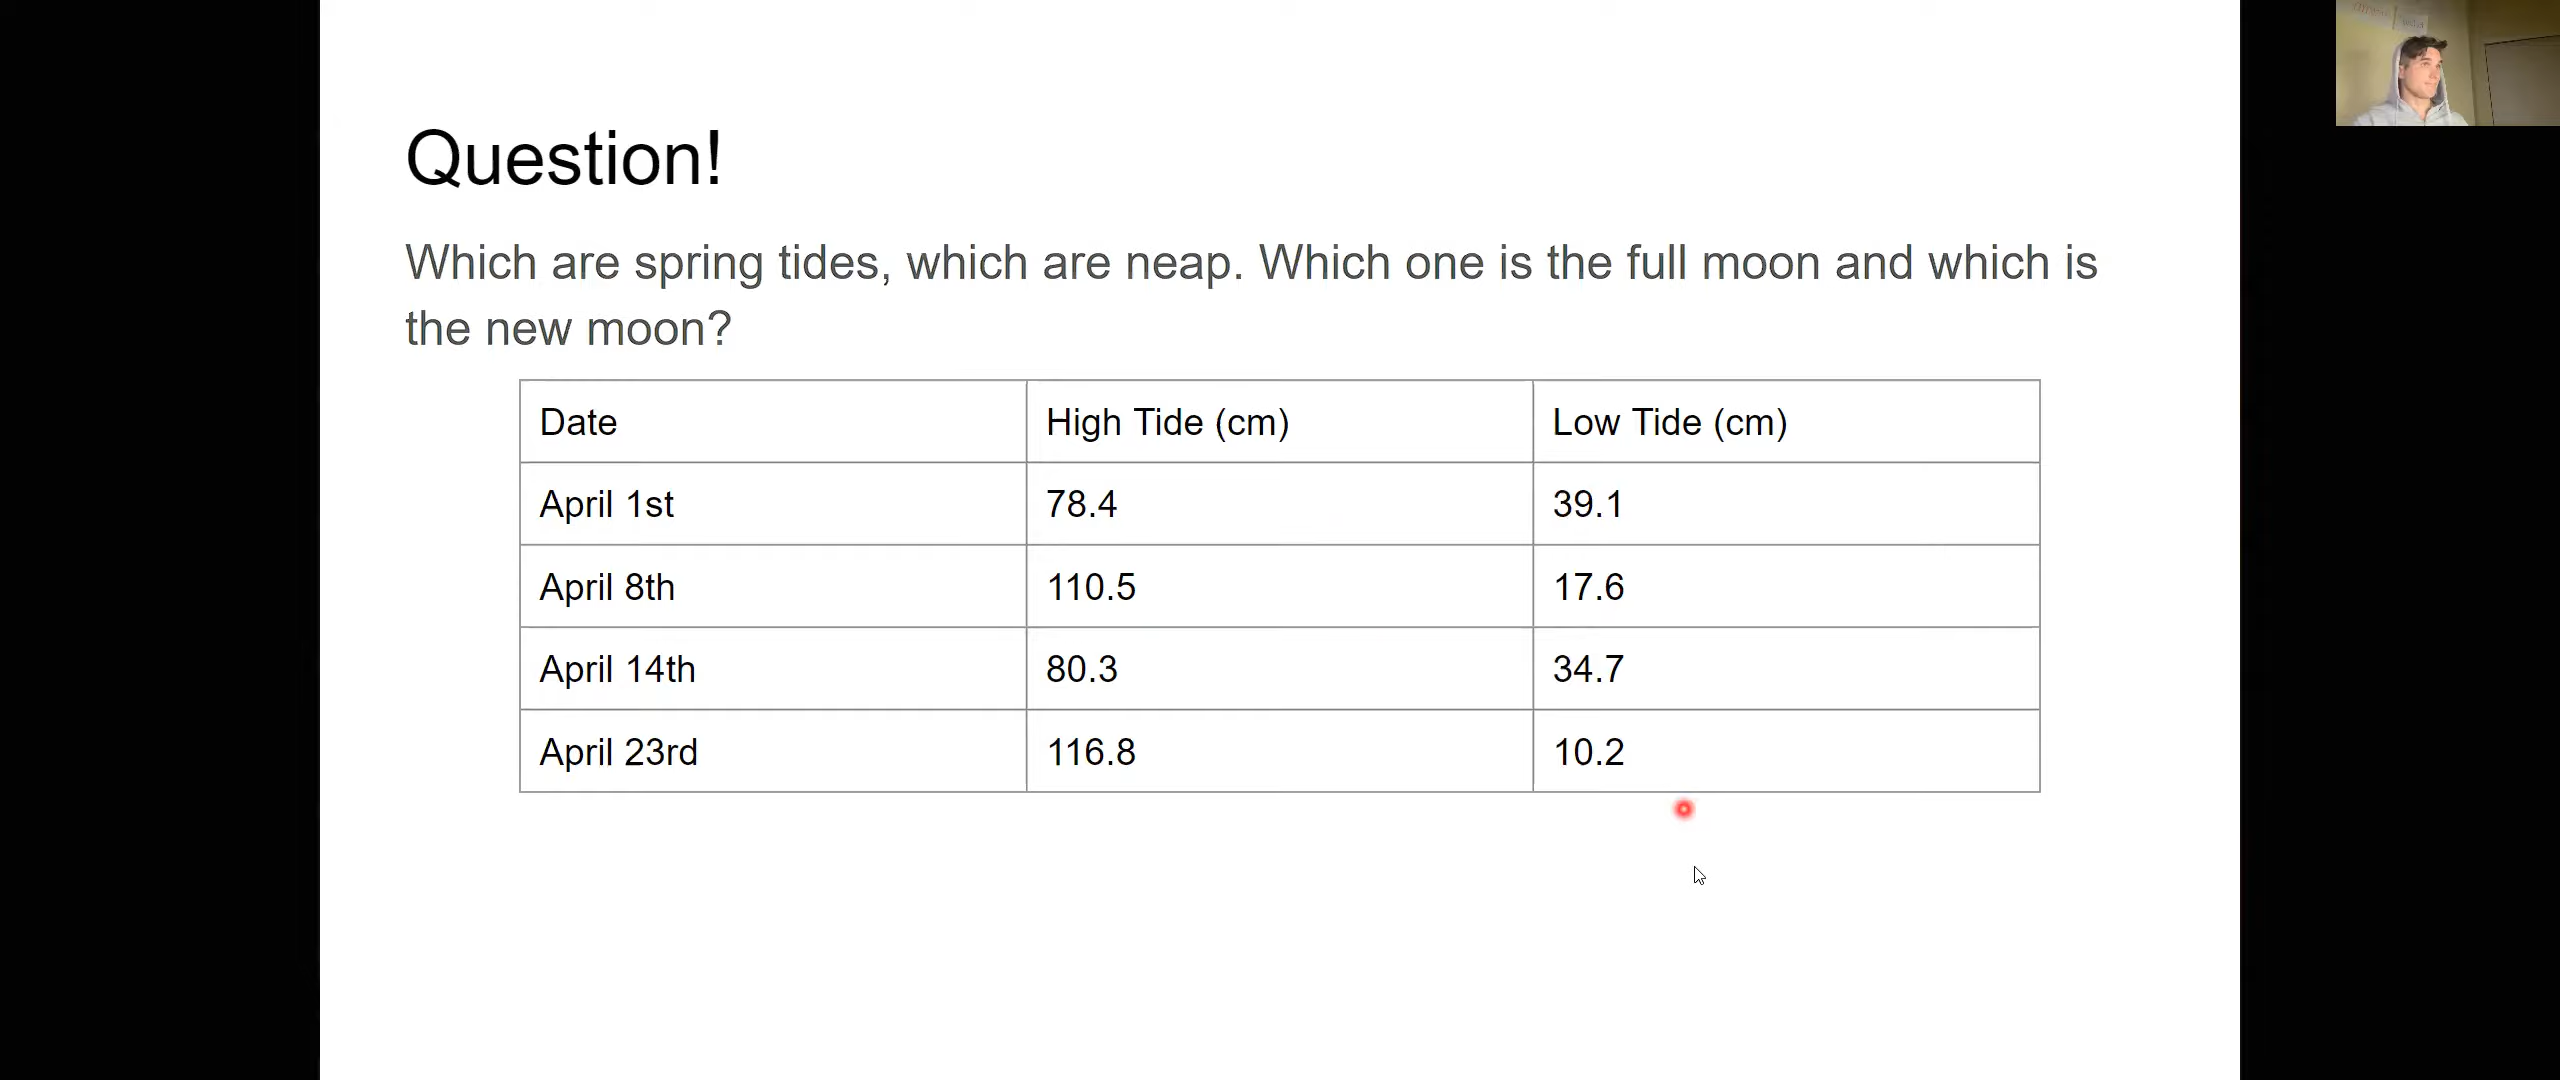 Question!
Which are spring tides, which are neap. Which one is the full moon and which is
the new moon?
Date High Tide (cm) Low Tide (cm)
April 1st 78.4 39.1
April 8th 110.5 17.6
April 14th 80.3 34.7
April 23rd 116.8 10.2